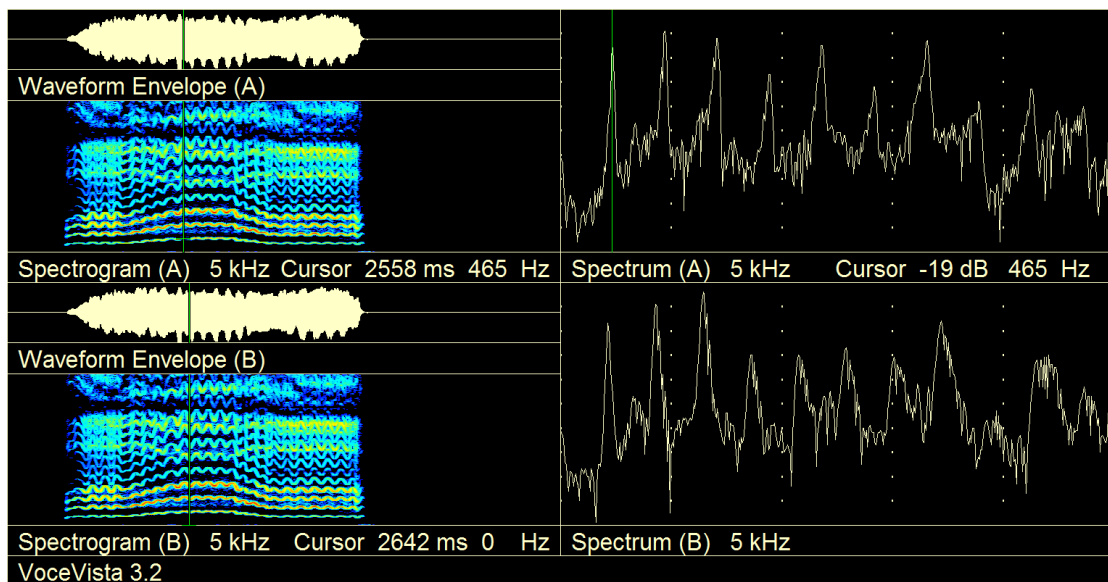 Waveform Envelope (A)
Spectrogram (A) 5 kHz Cursor 2558 ms 465 Hz
Spectrum (A) 5 kHz Cursor -19 dB 465 Hz
Waveform Envelope (B)
Spectrogram (B) 5 kHz Cursor 2642 ms 0 Hz
Spectrum (B) 5 kHz
VoceVista 3.2